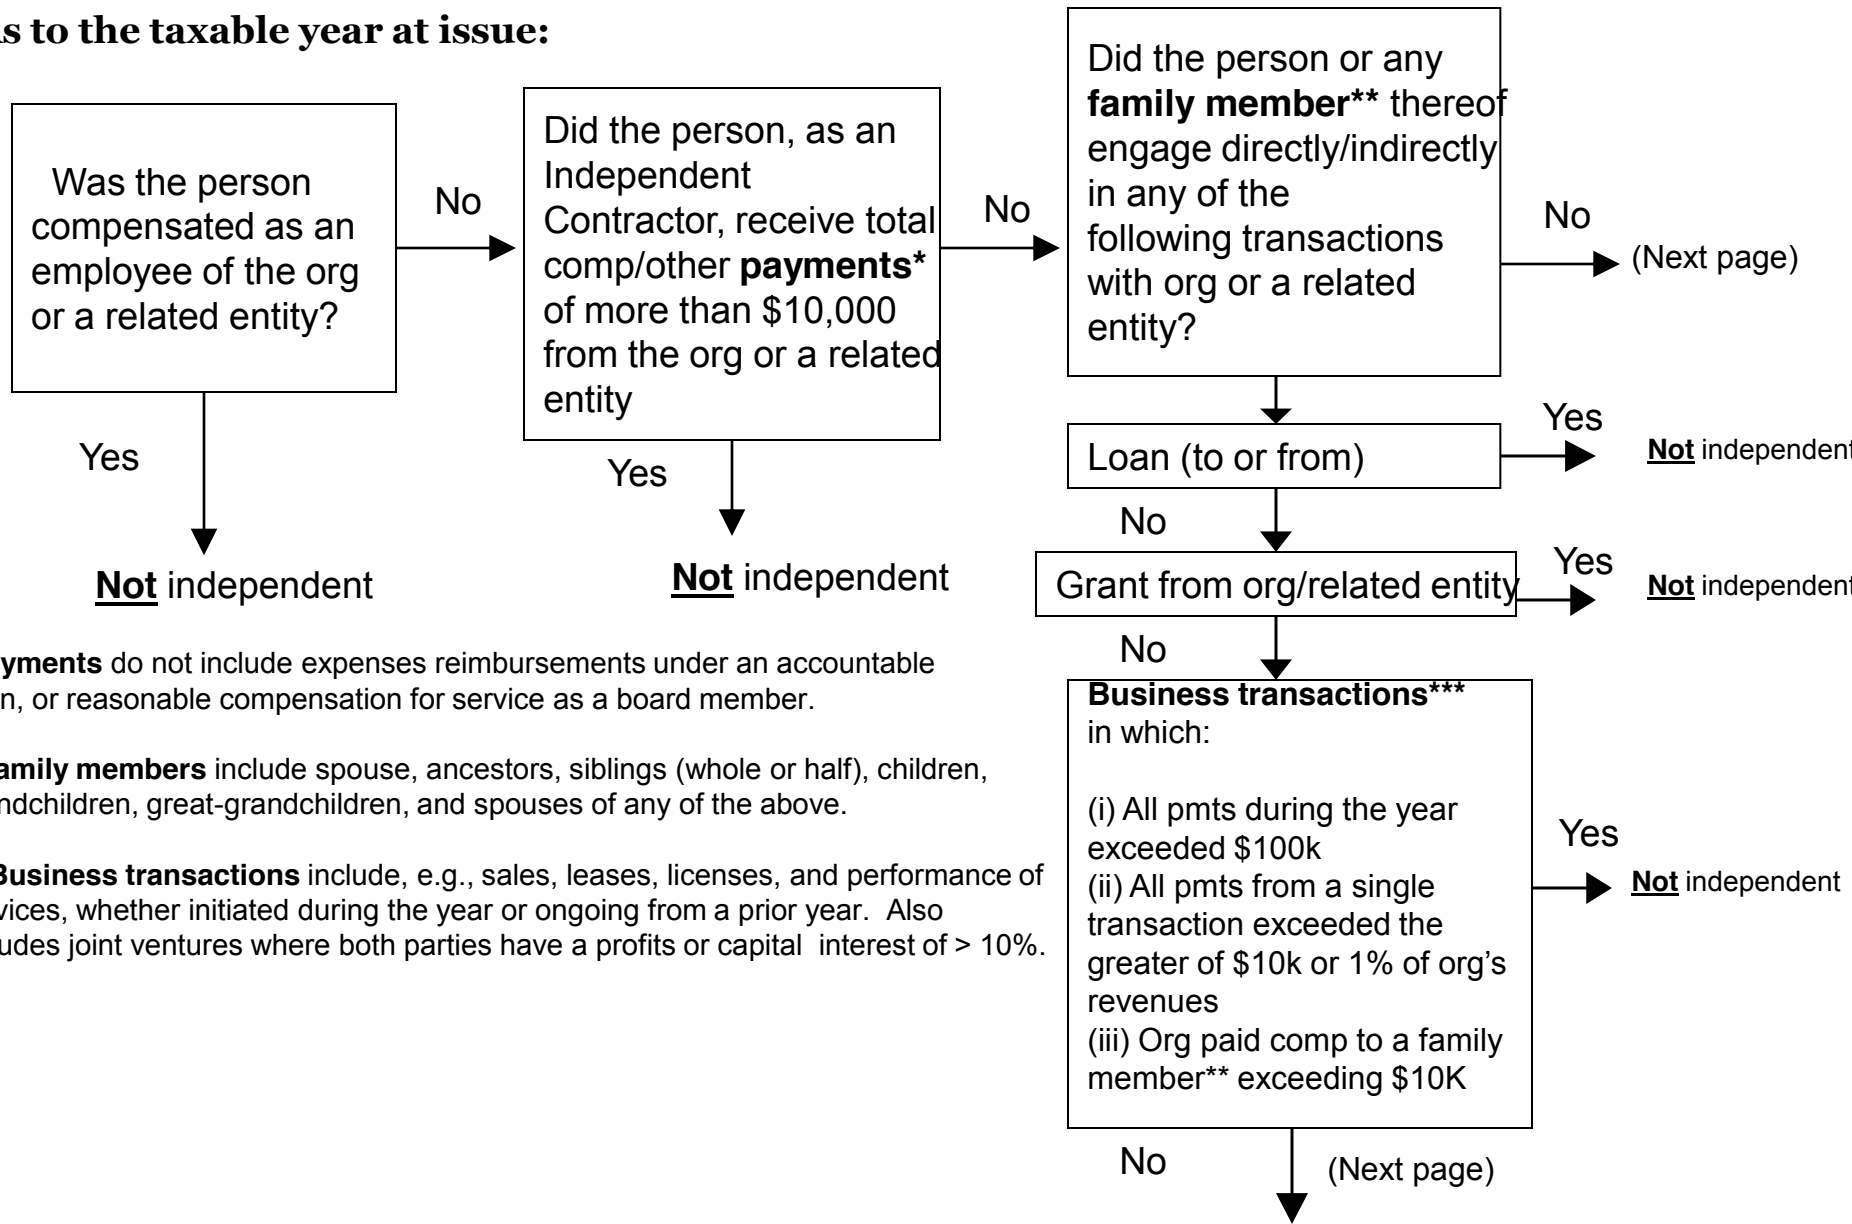 s to the taxable year at issue:
Was the person
compensated as an
employee of the org
or a related entity?
No
Yes
Not independent
Did the person, as an
Independent
Contractor, receive total
comp/other payments*
of more than $10,000
from the org or a related
entity
No
Yes
Not independent
Did the person or any
family member** thereof
engage directly/indirectly
in any of the
following transactions
with org or a related
entity?
No
(Next page)
Loan (to or from)
Yes
Not independent
No
Grant from org/related entity
Yes
Not independent
No
Business transactions***
in which:
(i) All pmts during the year
exceeded $100k
(ii) All pmts from a single
transaction exceeded the
greater of $10k or 1% of org’s
revenues
(iii) Org paid comp to a family
member** exceeding $10K
Yes
Not independent
No
(Next page)
yments do not include expenses reimbursements under an accountable
n, or reasonable compensation for service as a board member.
amily members include spouse, ancestors, siblings (whole or half), children,
ndchildren, great-grandchildren, and spouses of any of the above.
Business transactions include, e.g., sales, leases, licenses, and performance of
vices, whether initiated during the year or ongoing from a prior year. Also
udes joint ventures where both parties have a profits or capital interest of > 10%.